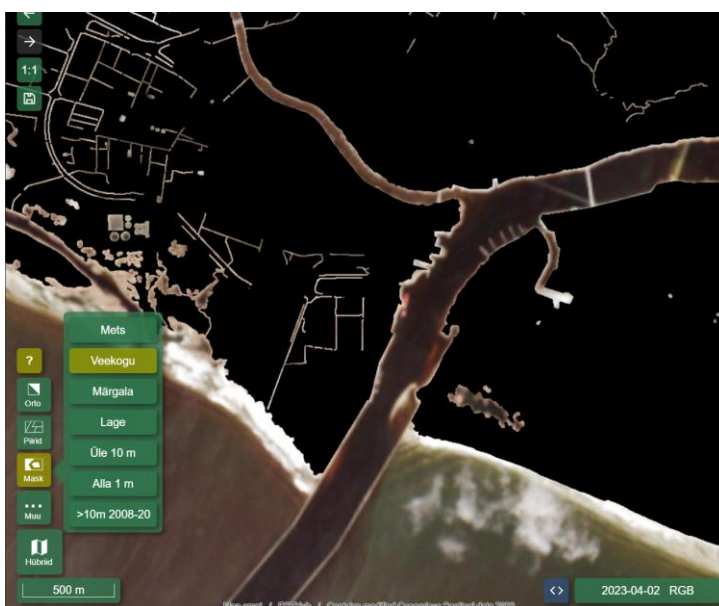 1:1
Mets
? Veekogu
Orto Märgala
Piirid Lage
Üle 10 m
Mask Alla 1 m
Muu >10m 2008-20
Hübriid
500 m
<> 2023-04-02 RGB